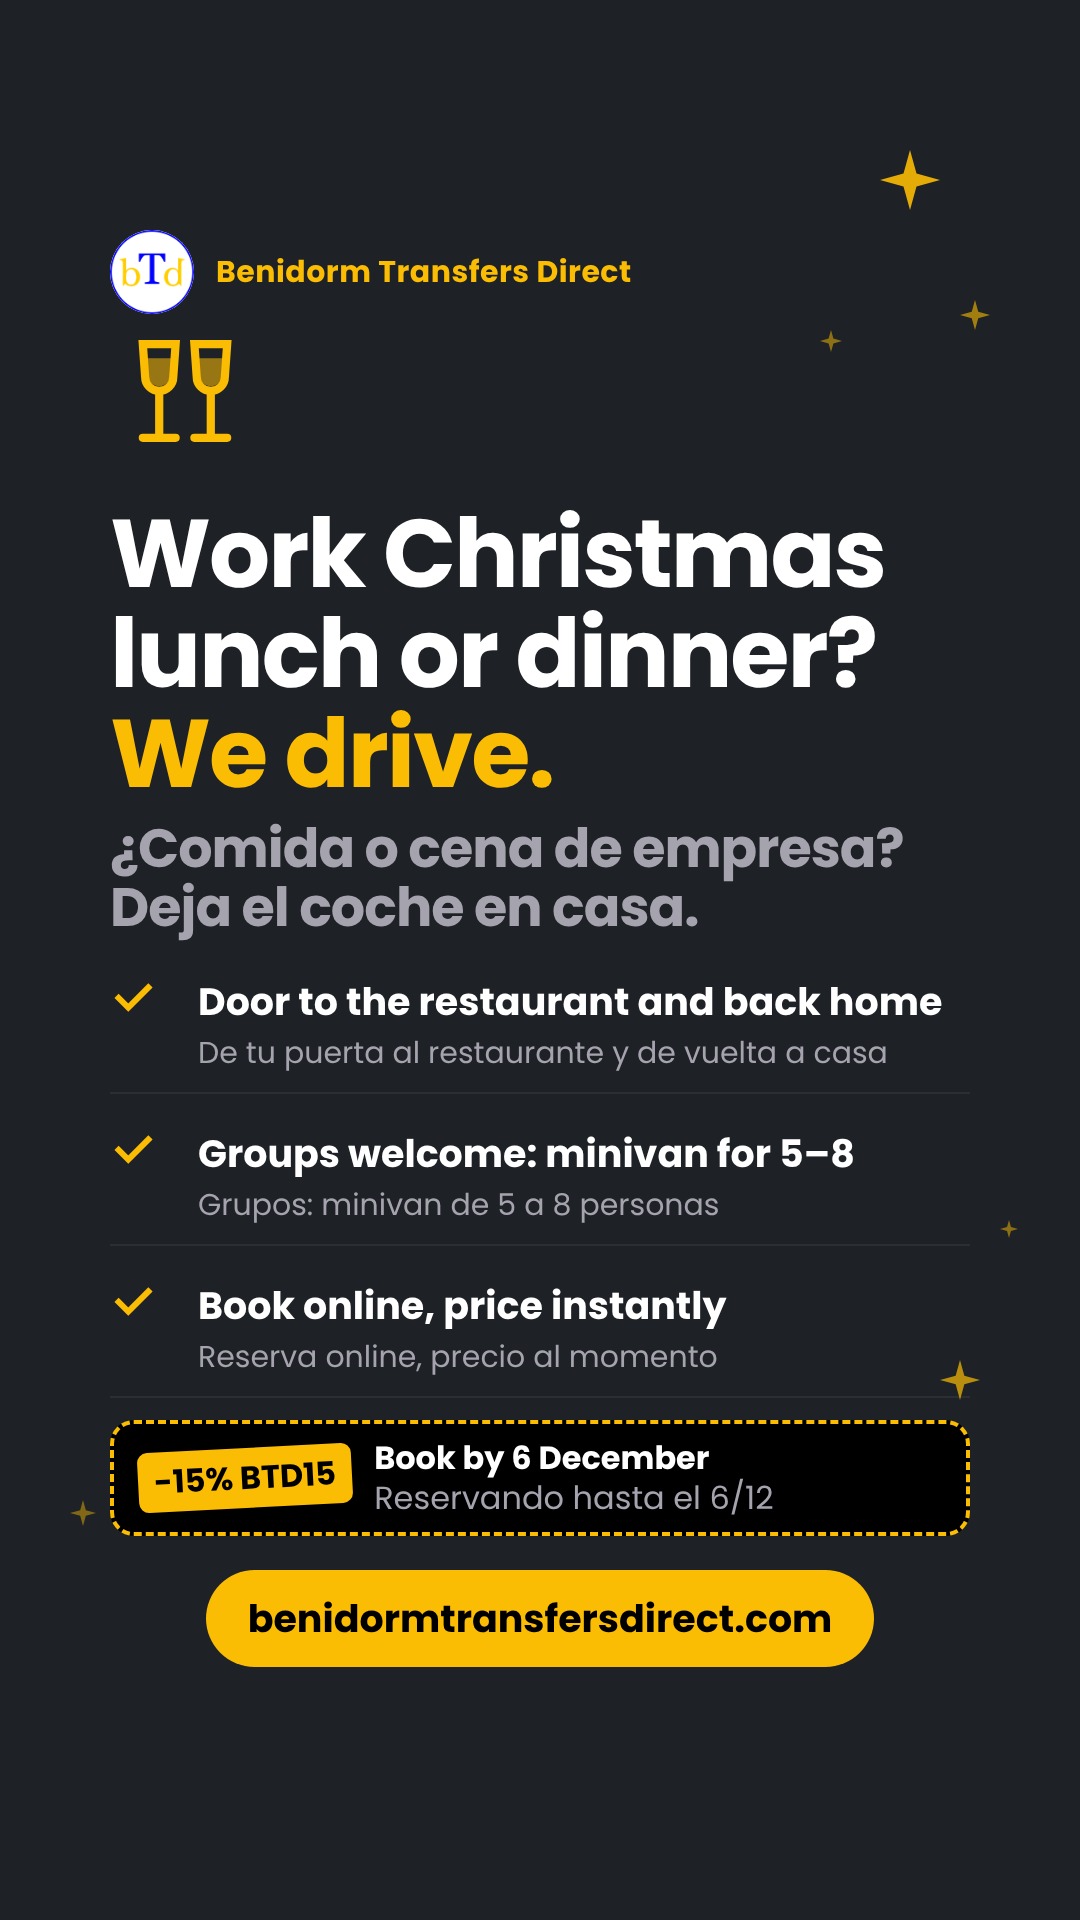 bTd
Benidorm Transfers Direct
Work Christmas
lunch or dinner?
We drive.
¿Comida o cena de empresa?
Deja el coche en casa.
Door to the restaurant and back home
De tu puerta al restaurante y de vuelta a casa
Groups welcome: minivan for 5–8
Grupos: minivan de 5 a 8 personas
Book online, price instantly
Reserva online, precio al momento
-15% BTD15
Book by 6 December
Reservando hasta el 6/12
benidormtransfersdirect.com